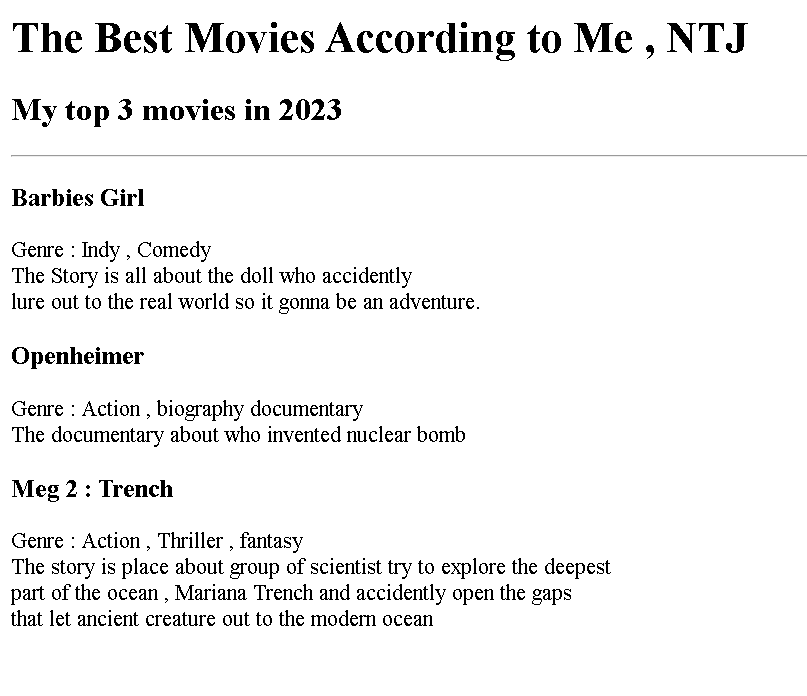 The Best Movies According to Me , NTJ
My top 3 movies in 2023
Barbies Girl
Genre : Indy , Comedy
The Story is all about the doll who accidently
lure out to the real world so it gonna be an adventure.
Openheimer
Genre : Action , biography documentary
The documentary about who invented nuclear bomb
Meg 2 : Trench
Genre : Action , Thriller , fantasy
The story is place about group of scientist try to explore the deepest
part of the ocean , Mariana Trench and accidently open the gaps
that let ancient creature out to the modern ocean